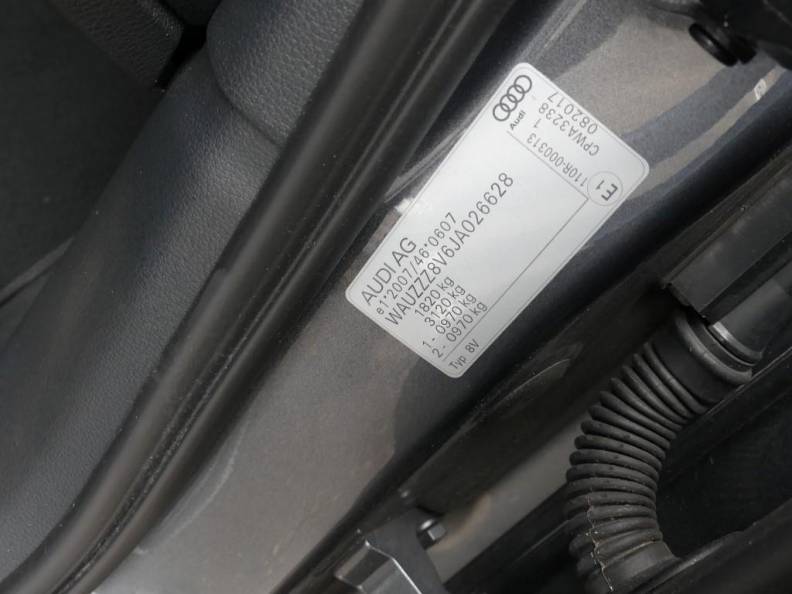 AUDI AG
e1*2007/46*0607
WAUZZZ8V6JA026628
1820 kg
3120 kg
1 - 0970 kg
2 - 0970 kg
Typ 8V
Audi
082017
CPWA3238
1
110R-000313
E1